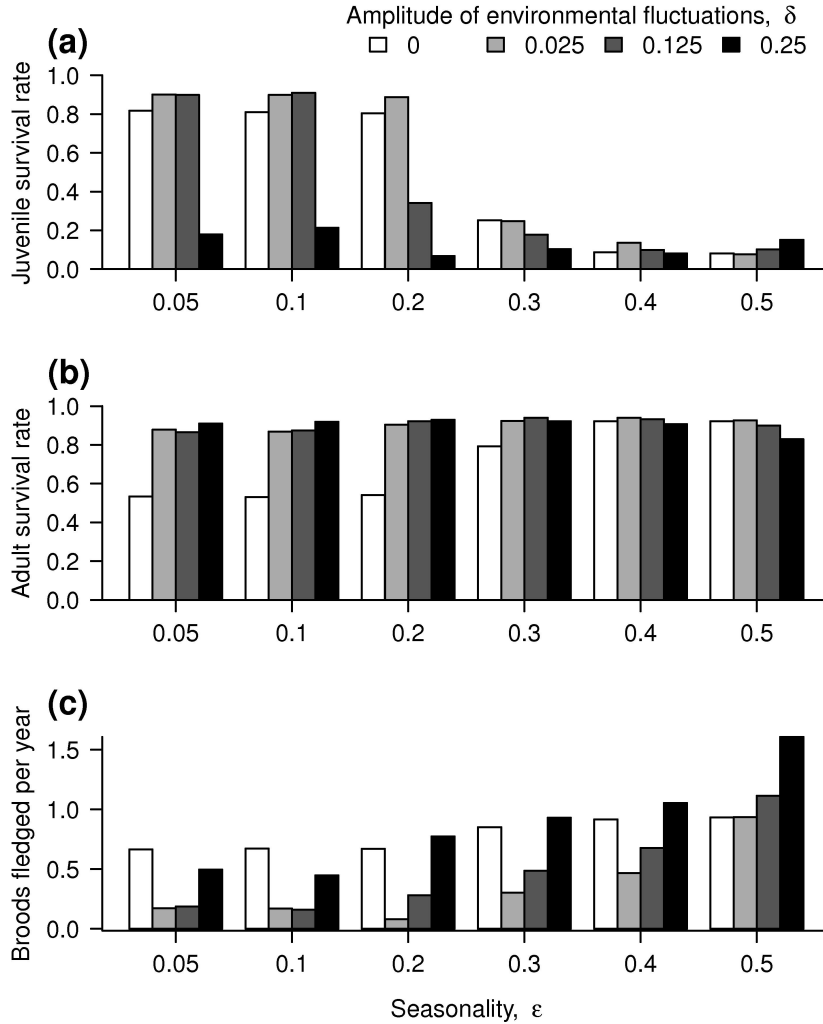 Amplitude of environmental fluctuations, δ
(a)
0 0.025 0.125 0.25
Juvenile survival rate
1.0
0.8
0.6
0.4
0.2
0.0
0.05 0.1 0.2 0.3 0.4 0.5
(b)
Adult survival rate
1.0
0.8
0.6
0.4
0.2
0.0
0.05 0.1 0.2 0.3 0.4 0.5
(c)
Broods fledged per year
1.5
1.0
0.5
0.0
0.05 0.1 0.2 0.3 0.4 0.5
Seasonality, ε